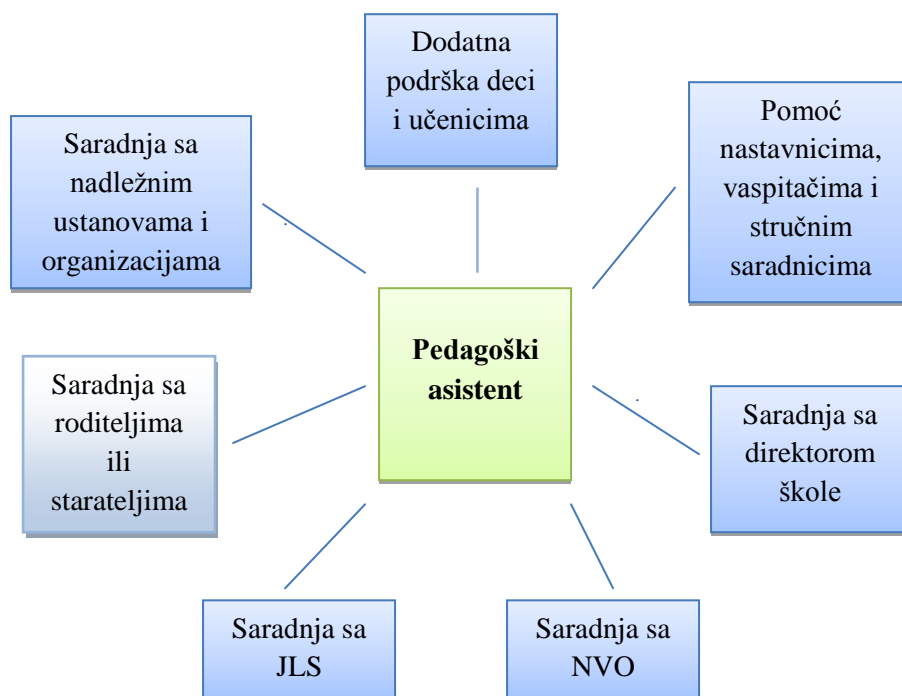 Dodatna
podrška deci
i učenicima
Saradnja sa
nadležnim
ustanovama i
organizacijama
Pomoć
nastavnicima,
vaspitačima i
stručnim
saradnicima
Pedagoški
asistent
Saradnja sa
roditeljima
ili
starateljima
Saradnja sa
direktorom
škole
Saradnja sa
JLS
Saradnja sa
NVO